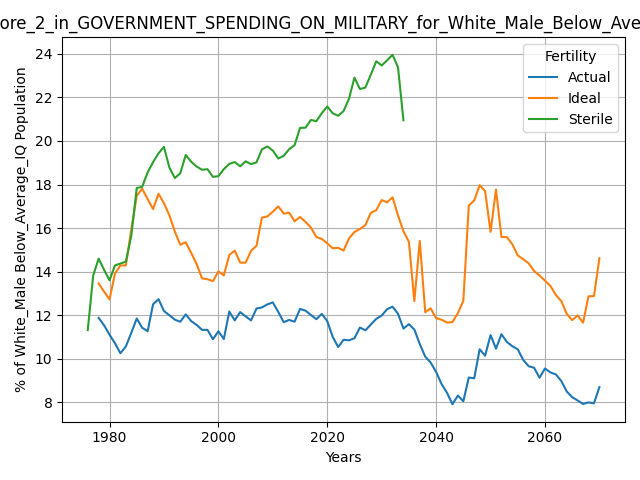 ore_2_in_GOVERNMENT_SPENDING_ON_MILITARY_for_White_Male_Below_Ave
% of White_Male Below_Average_IQ Population
24
22
20
18
16
14
12
10
8
Fertility
Actual
Ideal
Sterile
1980
2000
2020
2040
2060
Years